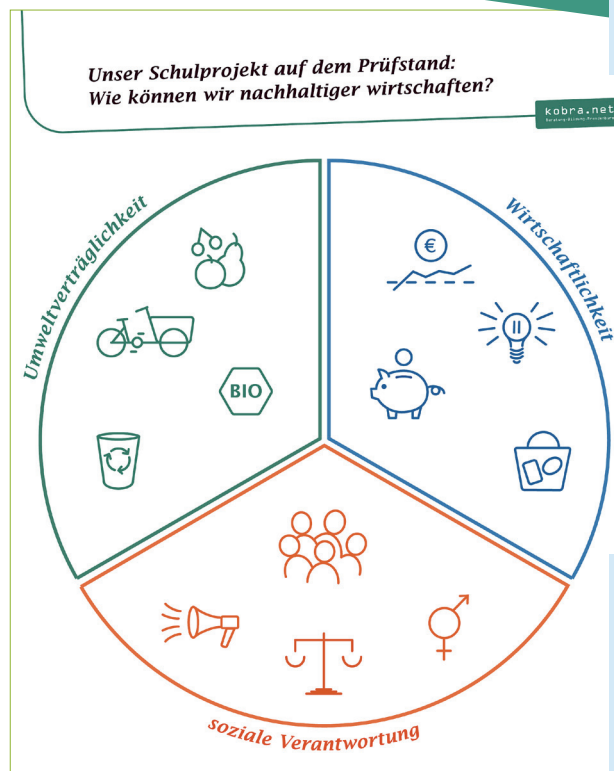 Unser Schulprojekt auf dem Prüfstand:
Wie können wir nachhaltiger wirtschaften?
kobra.net
Umweltverträglichkeit
Wirtschaftlichkeit
€
BIO
soziale Verantwortung